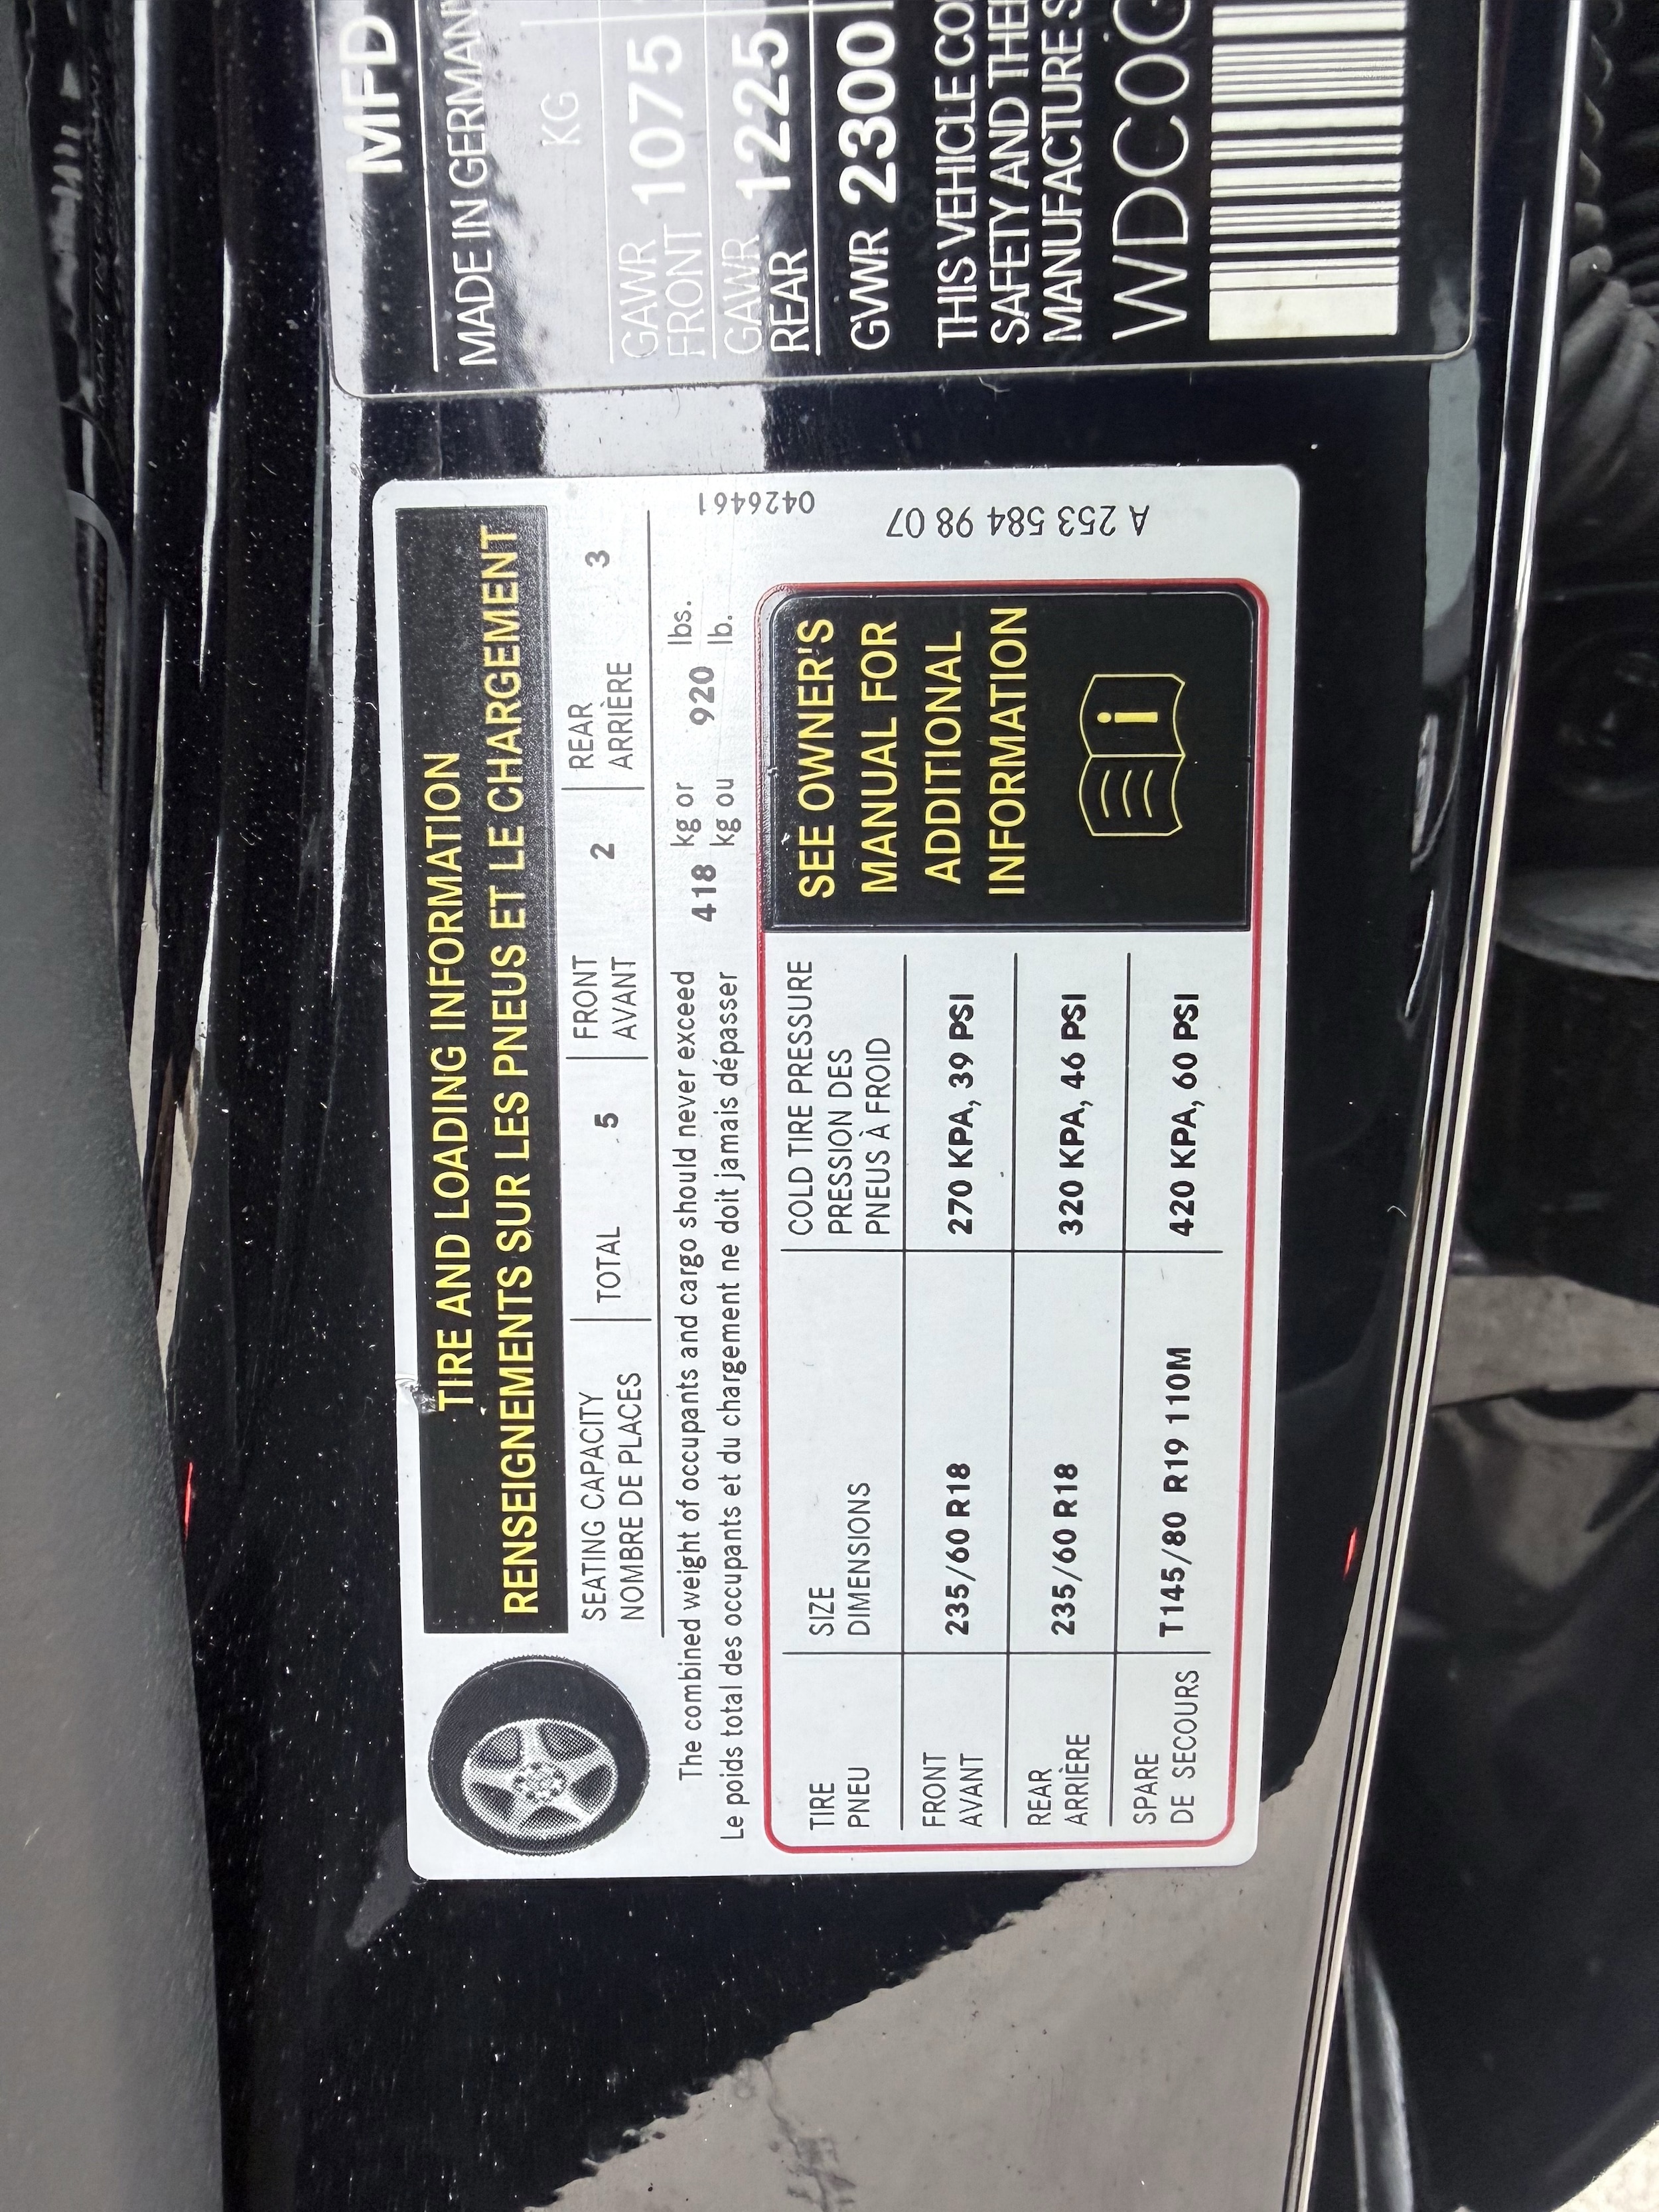 TIRE AND LOADING INFORMATION
RENSEIGNEMENTS SUR LES PNEUS ET LE CHARGEMENT
SEATING CAPACITY
NOMBRE DE PLACES
TOTAL 5
FRONT
AVANT
2
REAR
ARRIÈRE
3
The combined weight of occupants and cargo should never exceed 418 kg or 920 lbs.
Le poids total des occupants et du chargement ne doit jamais dépasser kg ou lb.
TIRE
PNEU
SIZE
DIMENSIONS
COLD TIRE PRESSURE
PRESSION DES
PNEUS À FROID
FRONT
AVANT
235/60 R18
270 KPA, 39 PSI
REAR
ARRIÈRE
235/60 R18
320 KPA, 46 PSI
SPARE
DE SECOURS
T145/80 R19 110M
420 KPA, 60 PSI
SEE OWNER'S
MANUAL FOR
ADDITIONAL
INFORMATION
i
0426461
A 253 584 98 07
MFD
MADE IN GERMANY
KG
GAWR
FRONT
1075
GAWR
REAR
1225
GVWR 2300
THIS VEHICLE
SAFETY AND
MANUFACTURE
WDC0G